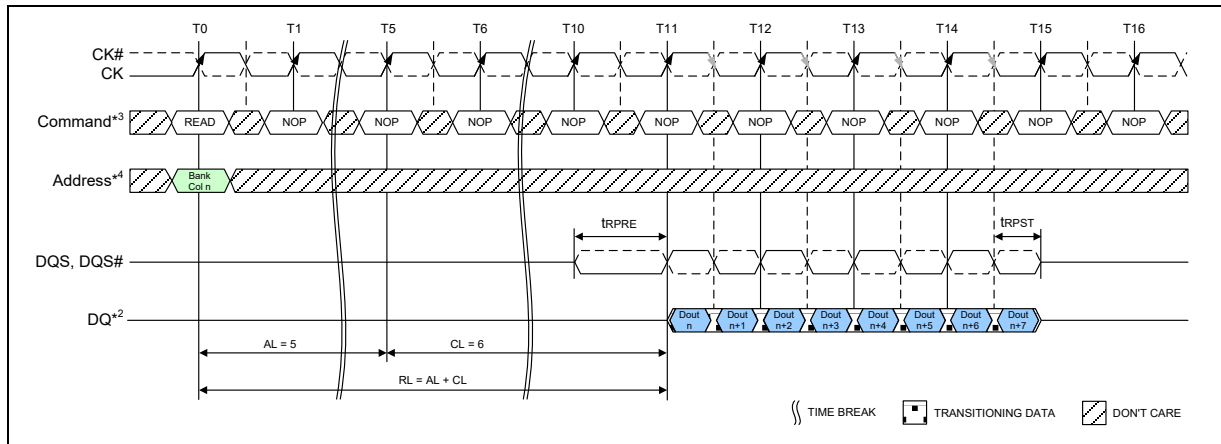 T0 T1 T5 T6 T10 T11 T12 T13 T14 T15 T16
CK#
CK
Command*3 READ NOP NOP NOP NOP NOP NOP NOP NOP NOP NOP
Address*4 Bank
Col n
tRPRE tRPST
DQS, DQS#
DQ*2 Dout n Dout n+1 Dout n+2 Dout n+3 Dout n+4 Dout n+5 Dout n+6 Dout n+7
AL = 5 CL = 6
RL = AL + CL
TIME BREAK TRANSITIONING DATA DON'T CARE